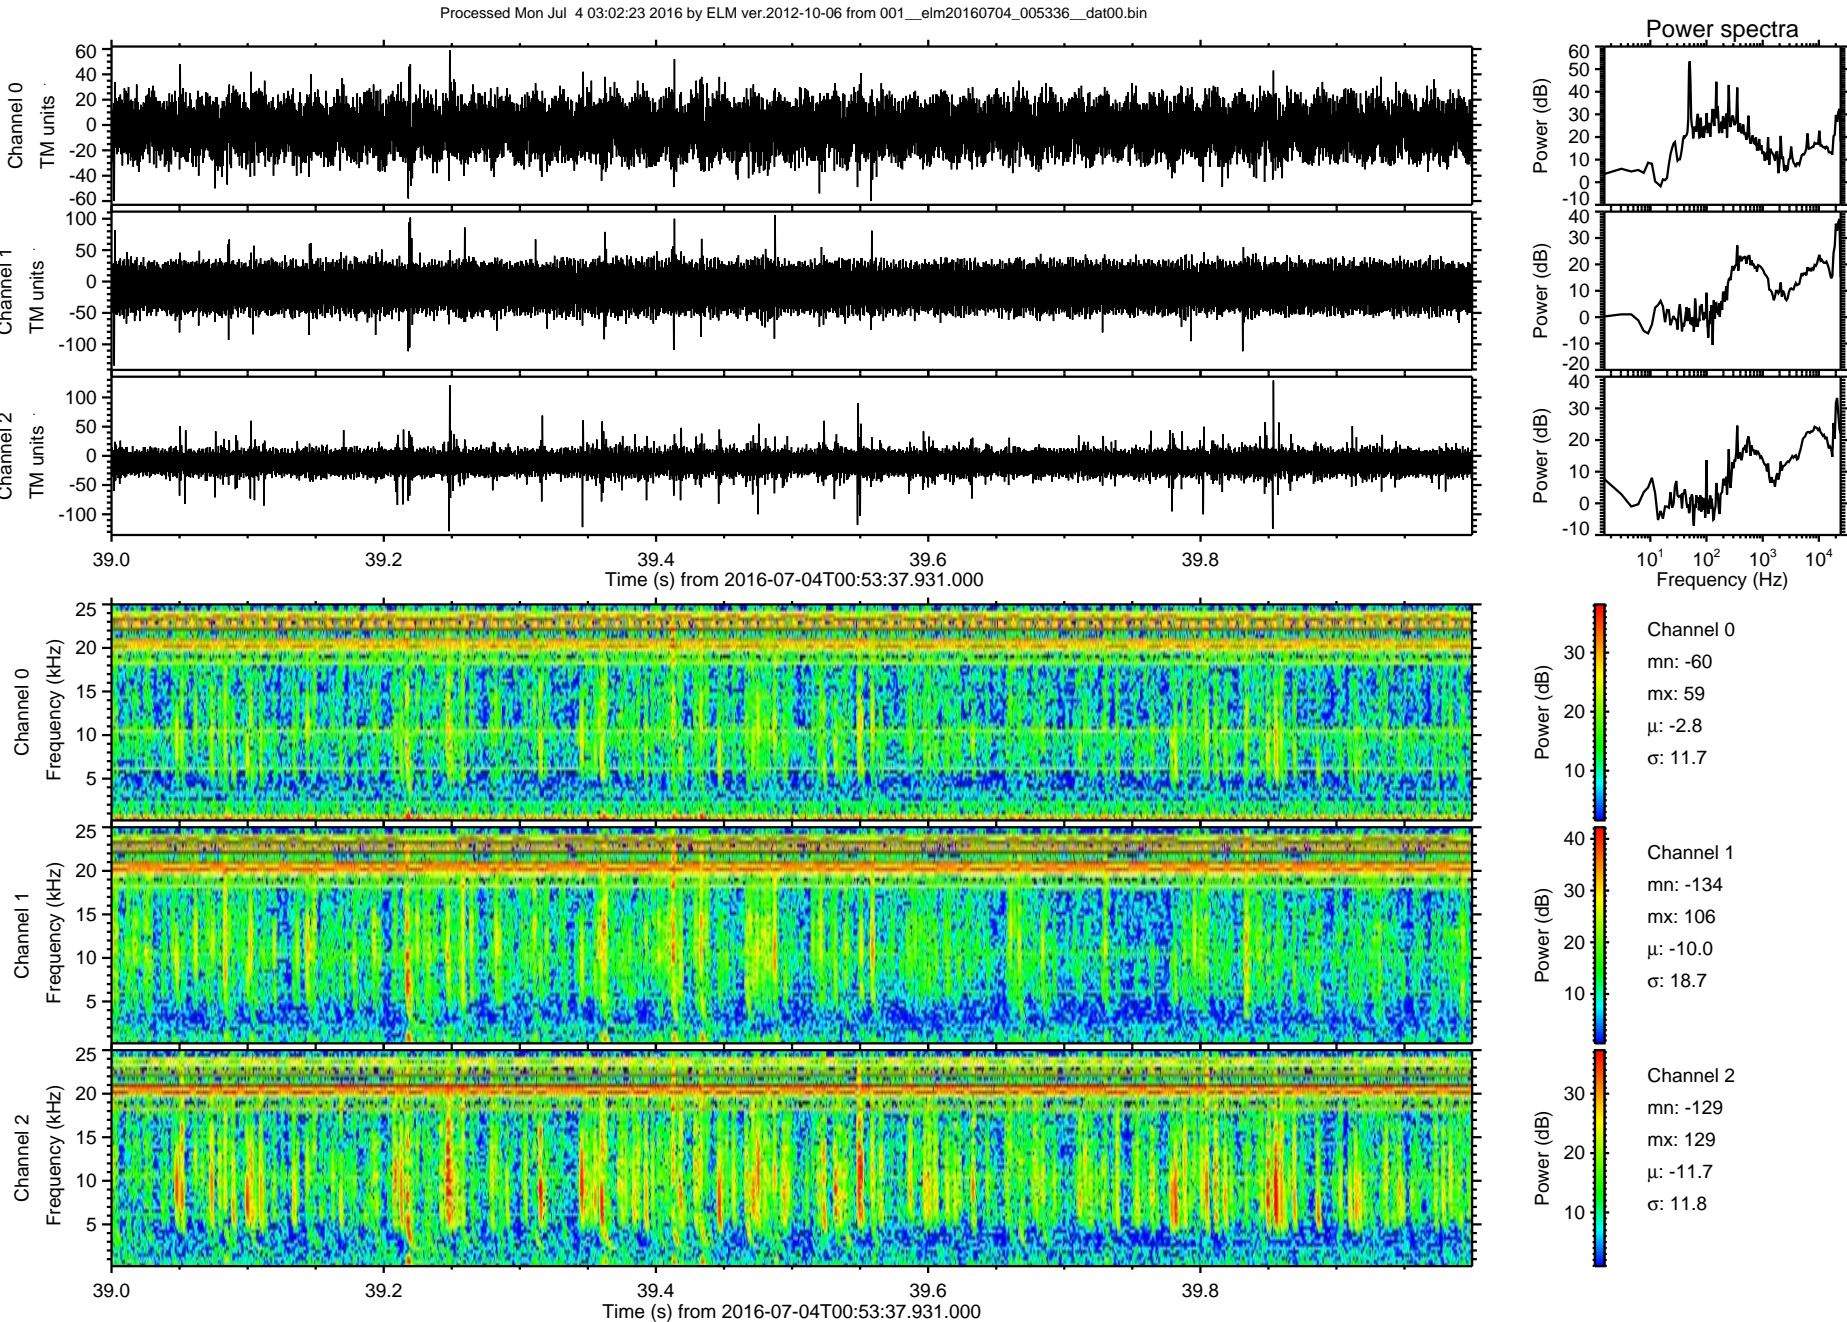 Processed Mon Jul  4 03:02:23 2016 by ELM ver.2012-10-06 from 001__elm20160704_005336__dat00.bin
Power spectra
Channel 0
TM units
60
40
20
0
-20
-40
-60
Power (dB)
60
50
40
30
20
10
0
-10
Channel 1
TM units
100
50
0
-50
-100
Power (dB)
40
30
20
10
0
-10
-20
Channel 2
TM units
100
50
0
-50
-100
Power (dB)
40
30
20
10
0
-10
39.0 39.2 39.4 39.6 39.8
Time (s) from 2016-07-04T00:53:37.931.000
10¹ 10² 10³ 10⁴
Frequency (Hz)
Channel 0
Frequency (kHz)
25
20
15
10
5
Power (dB)
30
20
10
Channel 0
mn: -60
mx: 59
μ: -2.8
σ: 11.7
Channel 1
Frequency (kHz)
25
20
15
10
5
Power (dB)
40
30
20
10
Channel 1
mn: -134
mx: 106
μ: -10.0
σ: 18.7
Channel 2
Frequency (kHz)
25
20
15
10
5
Power (dB)
30
20
10
Channel 2
mn: -129
mx: 129
μ: -11.7
σ: 11.8
39.0 39.2 39.4 39.6 39.8
Time (s) from 2016-07-04T00:53:37.931.000